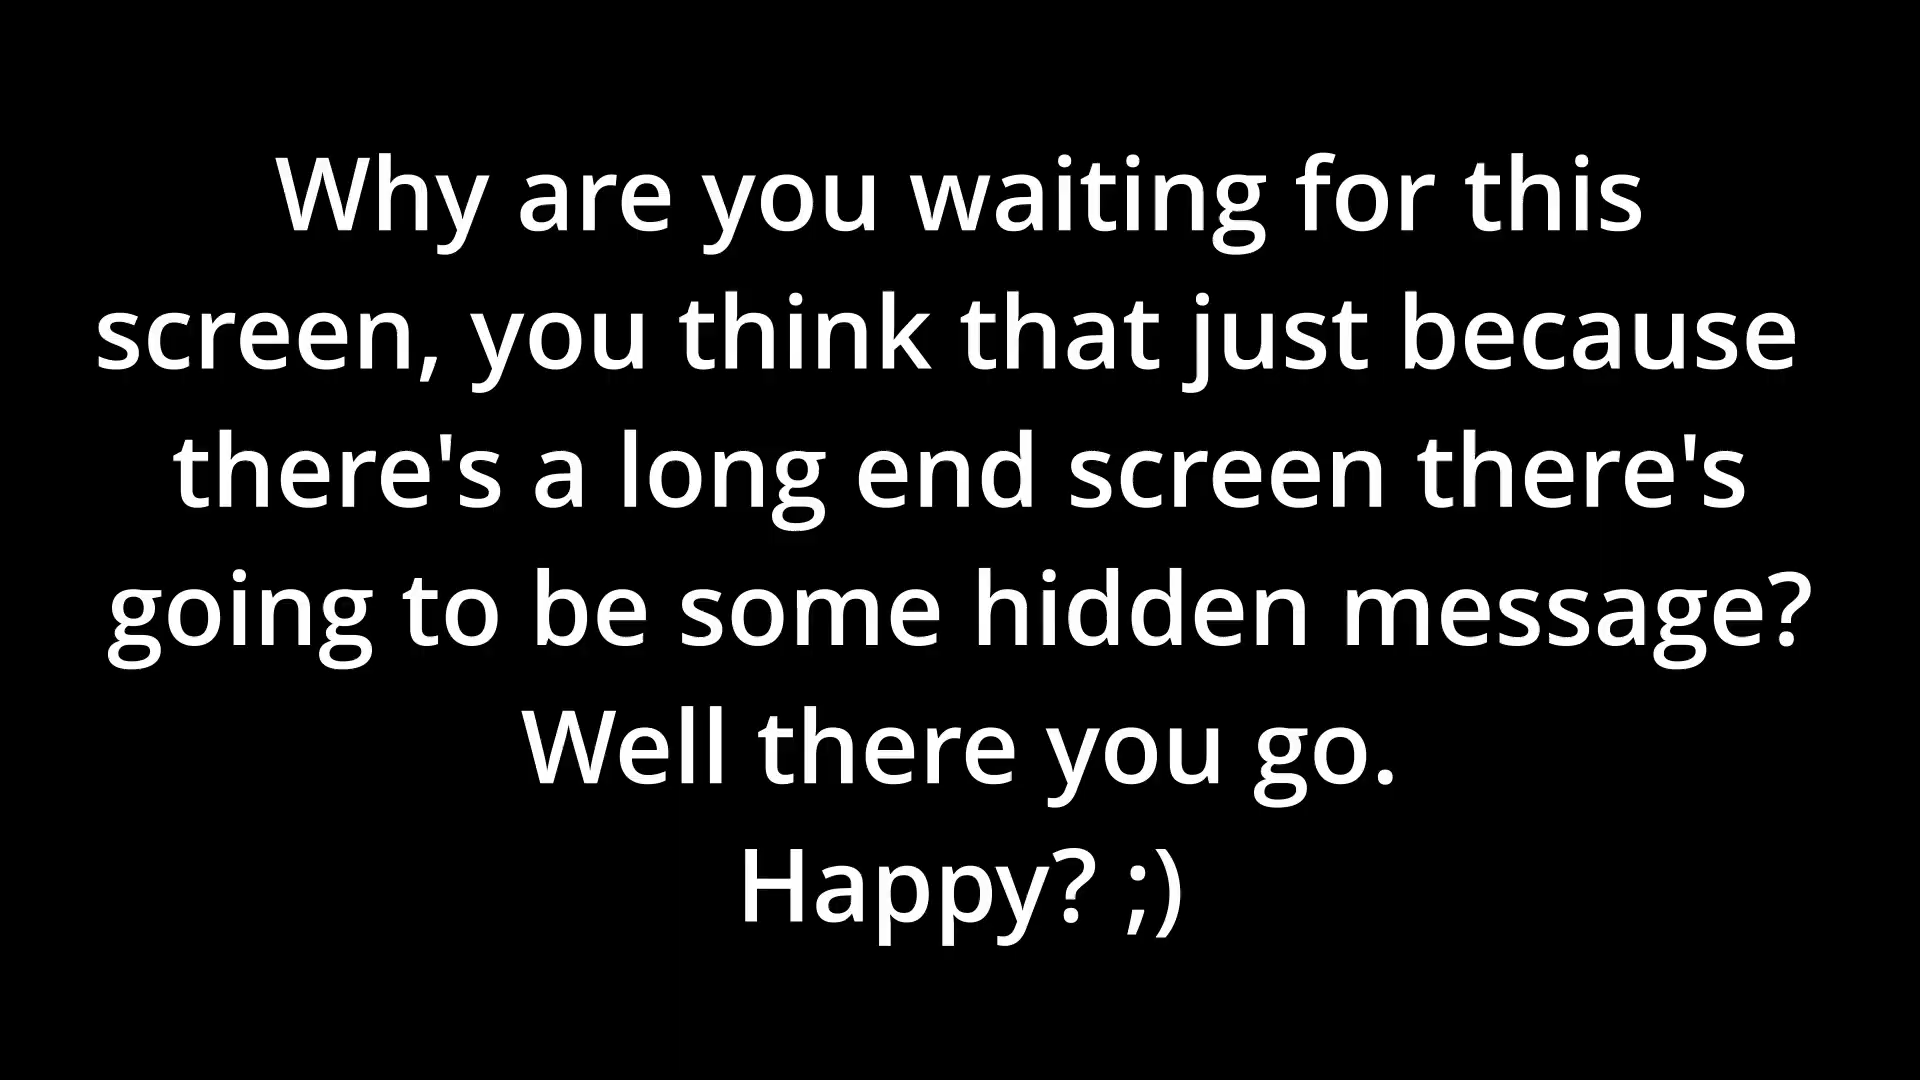 Why are you waiting for this
screen, you think that just because
there's a long end screen there's
going to be some hidden message?
Well there you go.
Happy? ;)